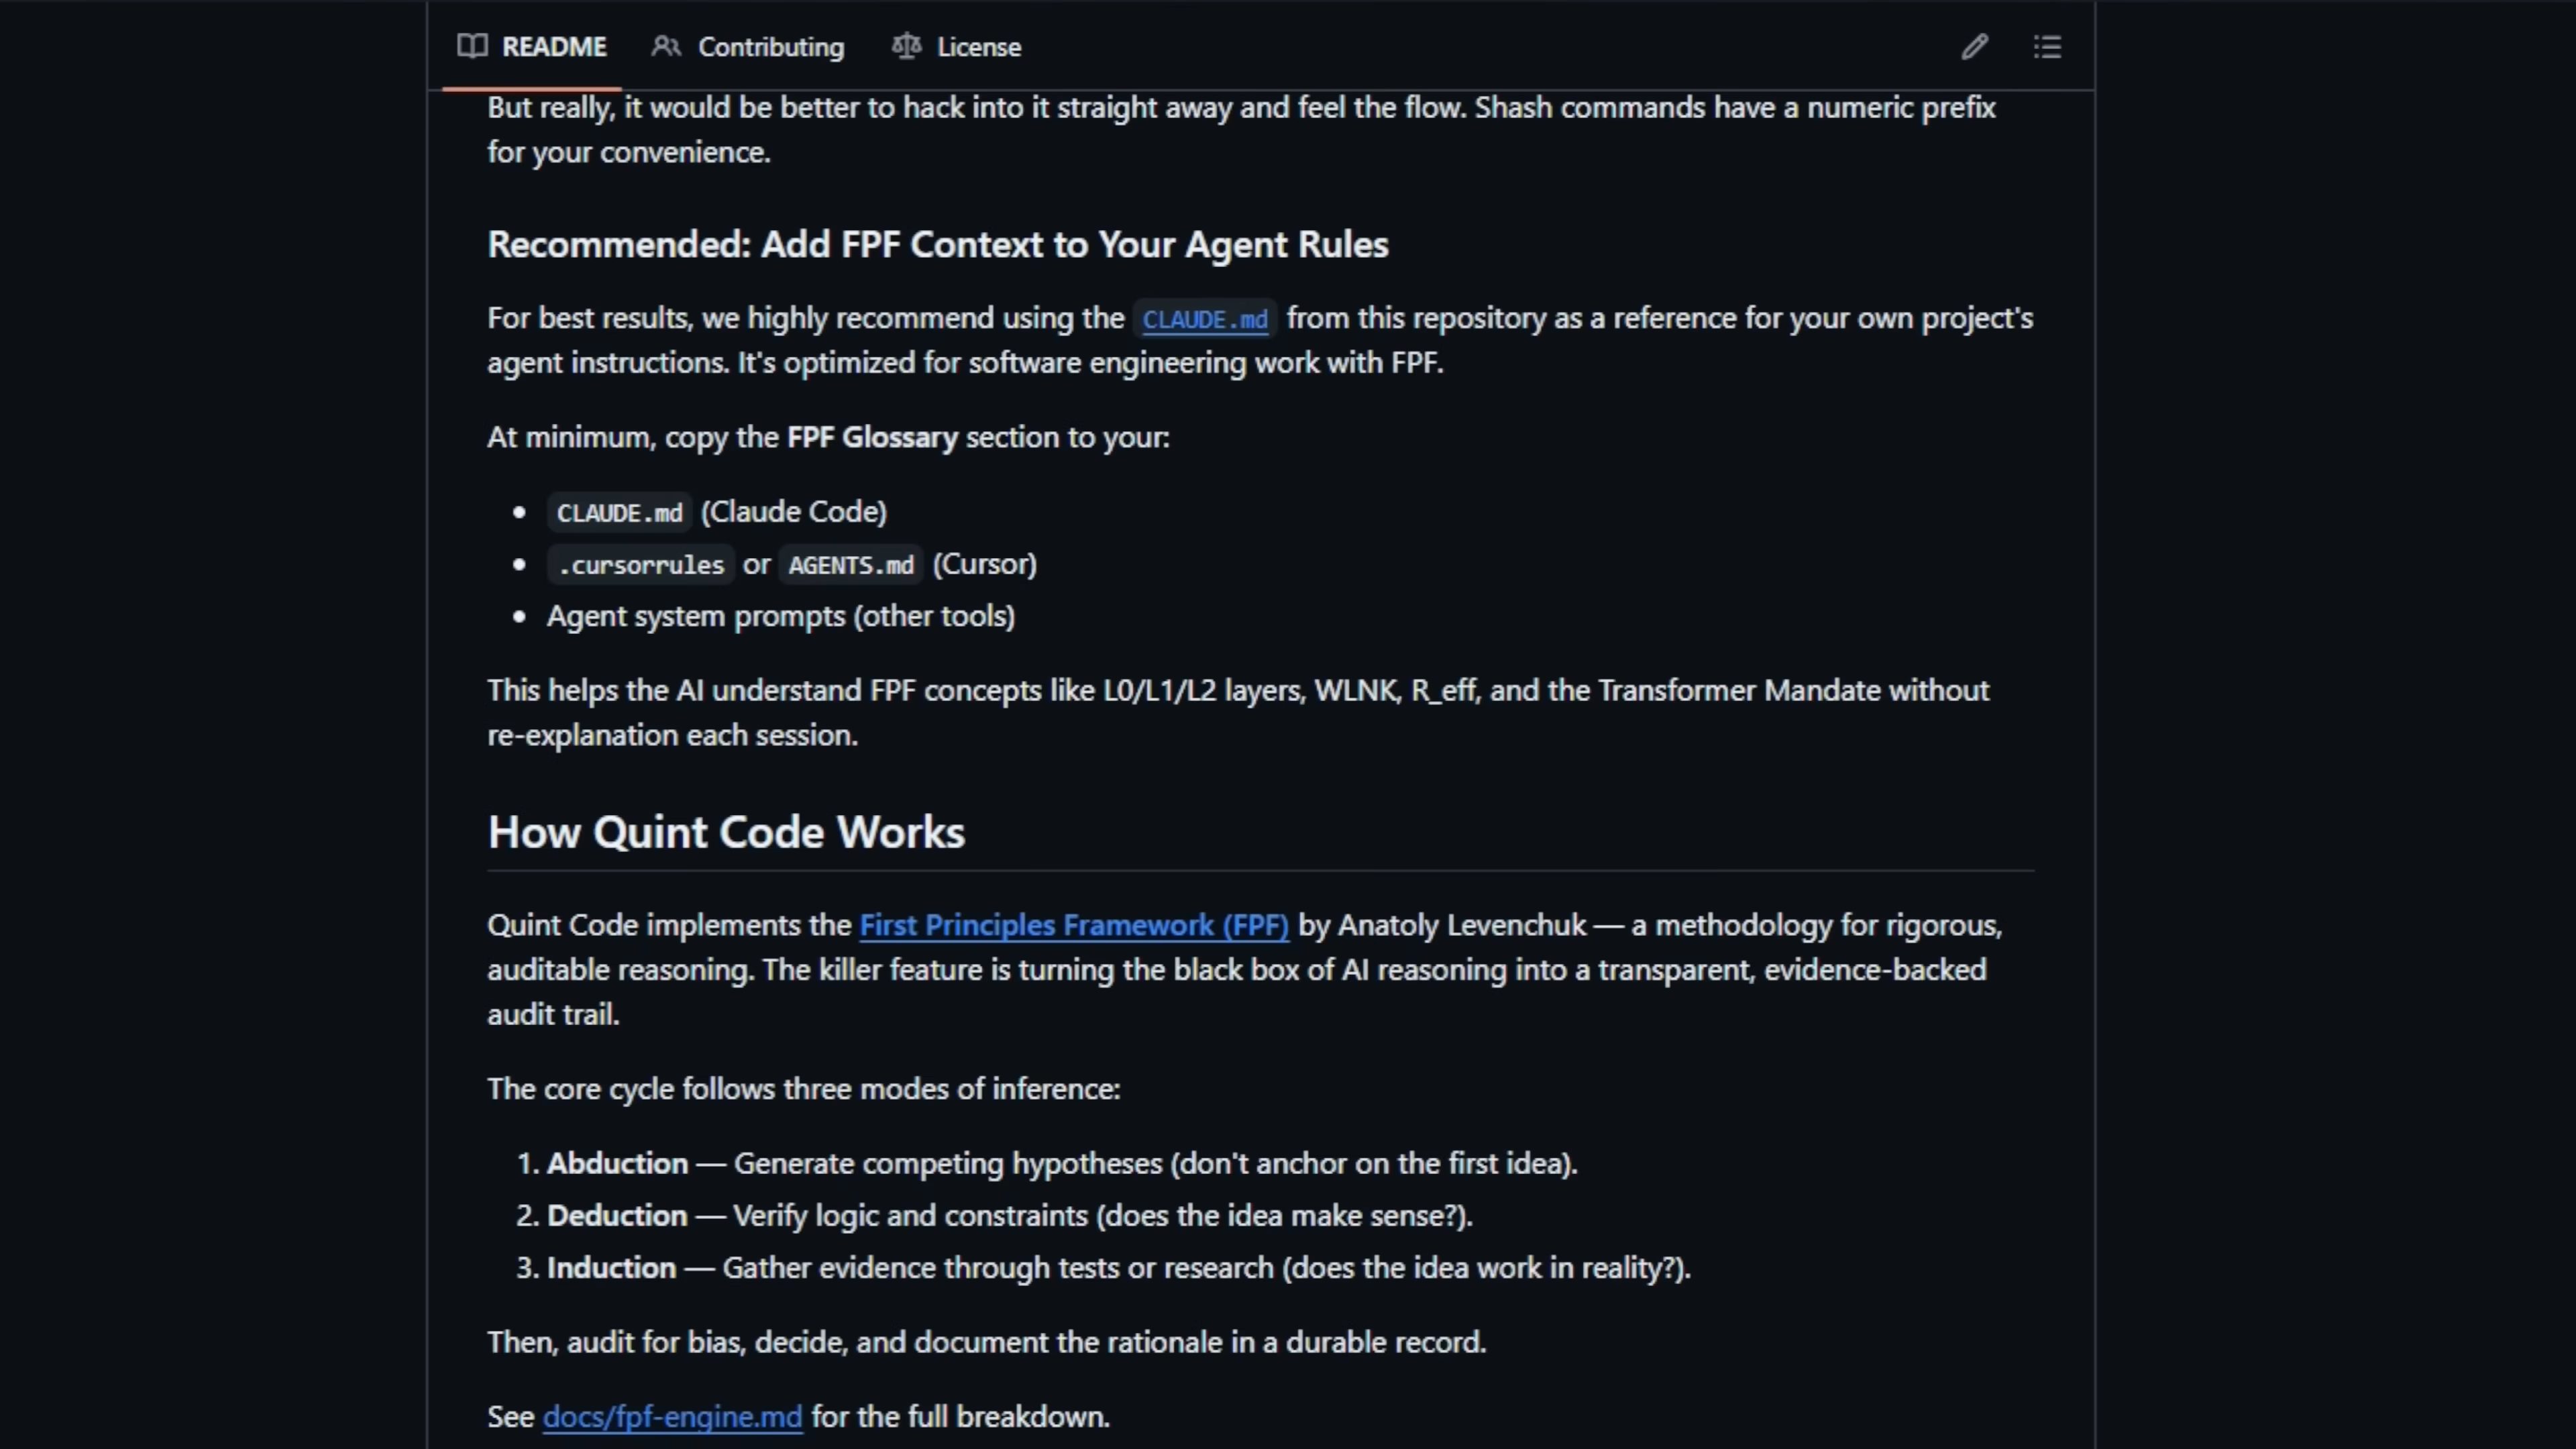 README Contributing License
But really, it would be better to hack into it straight away and feel the flow. Shash commands have a numeric prefix
for your convenience.
Recommended: Add FPF Context to Your Agent Rules
For best results, we highly recommend using the CLAUDE.md from this repository as a reference for your own project's
agent instructions. It's optimized for software engineering work with FPF.
At minimum, copy the FPF Glossary section to your:
• CLAUDE.md (Claude Code)
• .cursorrules or AGENTS.md (Cursor)
• Agent system prompts (other tools)
This helps the AI understand FPF concepts like L0/L1/L2 layers, WLNK, R_eff, and the Transformer Mandate without
re-explanation each session.
How Quint Code Works
Quint Code implements the First Principles Framework (FPF) by Anatoly Levenchuk — a methodology for rigorous,
auditable reasoning. The killer feature is turning the black box of AI reasoning into a transparent, evidence-backed
audit trail.
The core cycle follows three modes of inference:
1. Abduction — Generate competing hypotheses (don't anchor on the first idea).
2. Deduction — Verify logic and constraints (does the idea make sense?).
3. Induction — Gather evidence through tests or research (does the idea work in reality?).
Then, audit for bias, decide, and document the rationale in a durable record.
See docs/fpf-engine.md for the full breakdown.